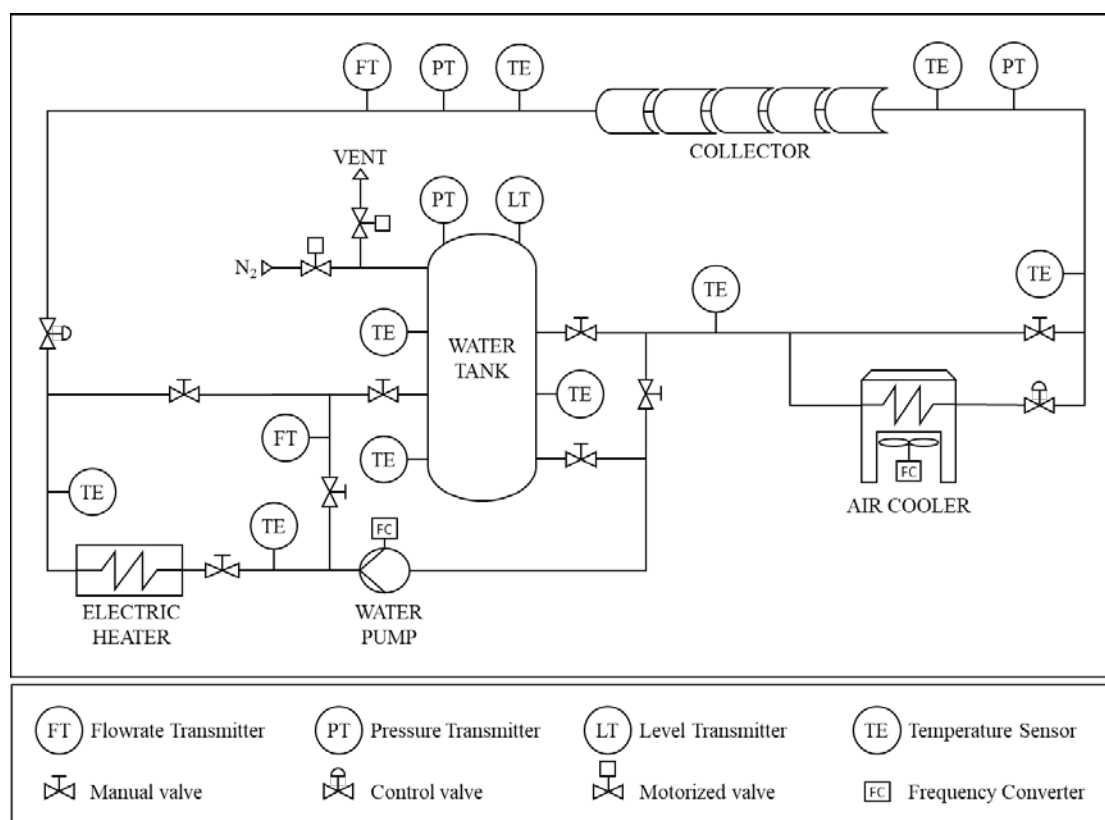 FT
PT
TE
TE
PT
COLLECTOR
VENT
PT
LT
N₂
TE
TE
TE
WATER
TANK
TE
FT
TE
TE
TE
FC
FC
AIR COOLER
ELECTRIC
HEATER
WATER
PUMP
FT Flowrate Transmitter
PT Pressure Transmitter
LT Level Transmitter
TE Temperature Sensor
Manual valve
Control valve
Motorized valve
FC Frequency Converter